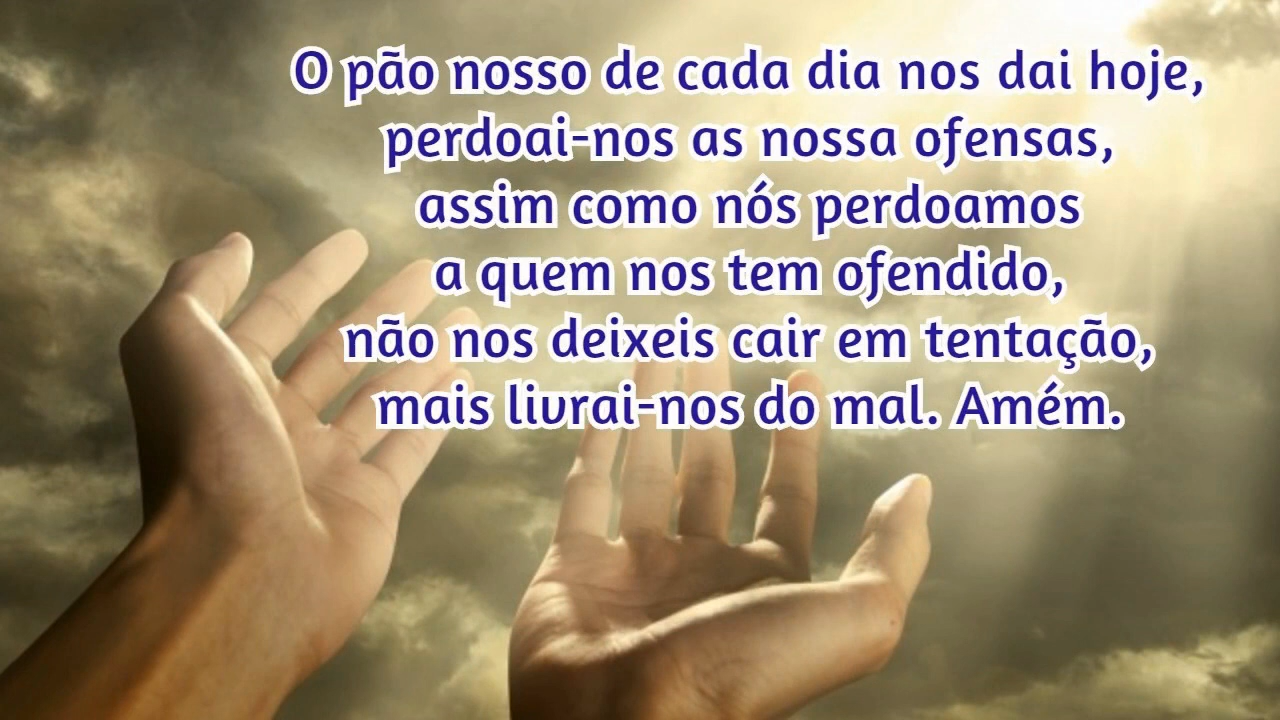 O pão nosso de cada dia nos dai hoje,
perdoai-nos as nossa ofensas,
assim como nós perdoamos
a quem nos tem ofendido,
não nos deixeis cair em tentação,
mais livrai-nos do mal. Amém.